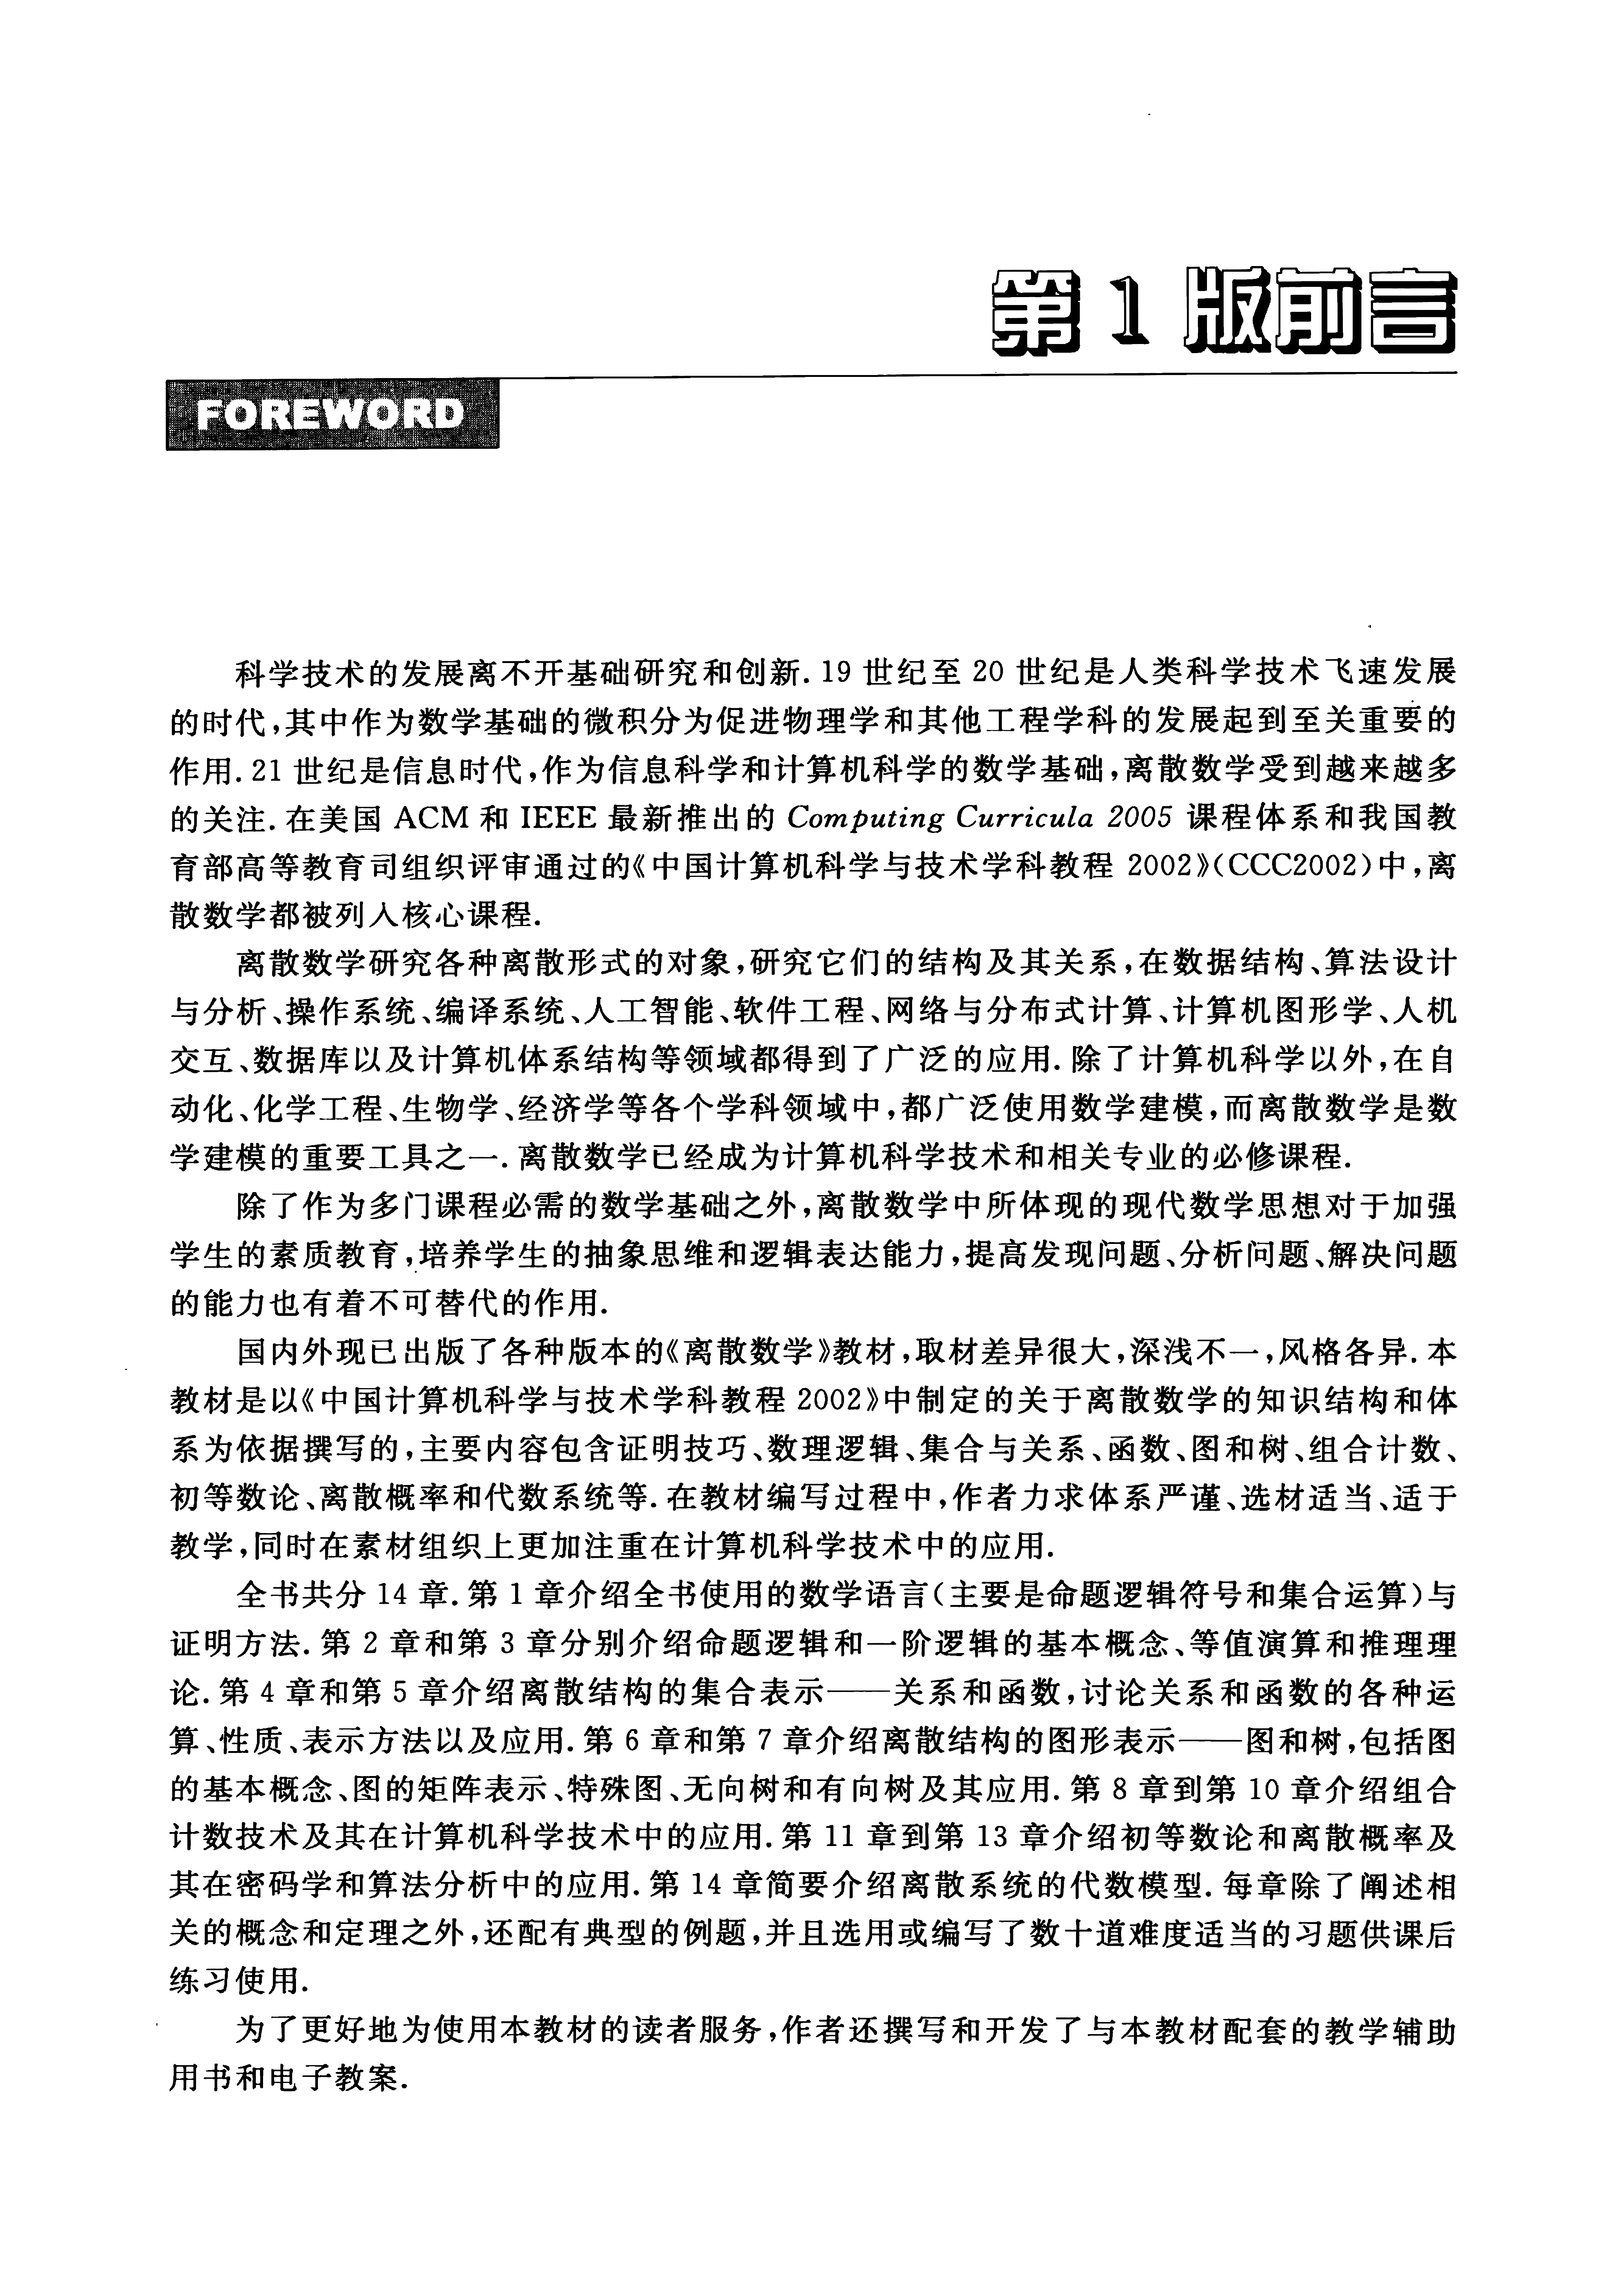 第1版前言
FOREWORD
科学技术的发展离不开基础研究和创新.19 世纪至 20 世纪是人类科学技术飞速发展
的时代,其中作为数学基础的微积分为促进物理学和其他工程学科的发展起到至关重要的
作用.21 世纪是信息时代,作为信息科学和计算机科学的数学基础,离散数学受到越来越多
的关注.在美国 ACM 和 IEEE 最新推出的 Computing Curricula 2005 课程体系和我国教
育部高等教育司组织评审通过的《中国计算机科学与技术学科教程 2002》(CCC2002)中,离
散数学都被列入核心课程.
离散数学研究各种离散形式的对象,研究它们的结构及其关系,在数据结构、算法设计
与分析、操作系统、编译系统、人工智能、软件工程、网络与分布式计算、计算机图形学、人机
交互、数据库以及计算机体系结构等领域都得到了广泛的应用.除了计算机科学以外,在自
动化、化学工程、生物学、经济学等各个学科领域中,都广泛使用数学建模,而离散数学是数
学建模的重要工具之一.离散数学已经成为计算机科学技术和相关专业的必修课程.
除了作为多门课程必需的数学基础之外,离散数学中所体现的现代数学思想对于加强
学生的素质教育,培养学生的抽象思维和逻辑表达能力,提高发现问题、分析问题、解决问题
的能力也有着不可替代的作用.
国内外现已出版了各种版本的《离散数学》教材,取材差异很大,深浅不一,风格各异.本
教材是以《中国计算机科学与技术学科教程 2002》中制定的关于离散数学的知识结构和体
系为依据撰写的,主要内容包含证明技巧、数理逻辑、集合与关系、函数、图和树、组合计数、
初等数论、离散概率和代数系统等.在教材编写过程中,作者力求体系严谨、选材适当、适于
教学,同时在素材组织上更加注重在计算机科学技术中的应用.
全书共分 14 章.第 1 章介绍全书使用的数学语言(主要是命题逻辑符号和集合运算)与
证明方法.第 2 章和第 3 章分别介绍命题逻辑和一阶逻辑的基本概念、等值演算和推理理
论.第 4 章和第 5 章介绍离散结构的集合表示——关系和函数,讨论关系和函数的各种运
算、性质、表示方法以及应用.第 6 章和第 7 章介绍离散结构的图形表示——图和树,包括图
的基本概念、图的矩阵表示、特殊图、无向树和有向树及其应用.第 8 章到第 10 章介绍组合
计数技术及其在计算机科学技术中的应用.第 11 章到第 13 章介绍初等数论和离散概率及
其在密码学和算法分析中的应用.第 14 章简要介绍离散系统的代数模型.每章除了阐述相
关的概念和定理之外,还配有典型的例题,并且选用或编写了数十道难度适当的习题供课后
练习使用.
为了更好地为使用本教材的读者服务,作者还撰写和开发了与本教材配套的教学辅助
用书和电子教案.